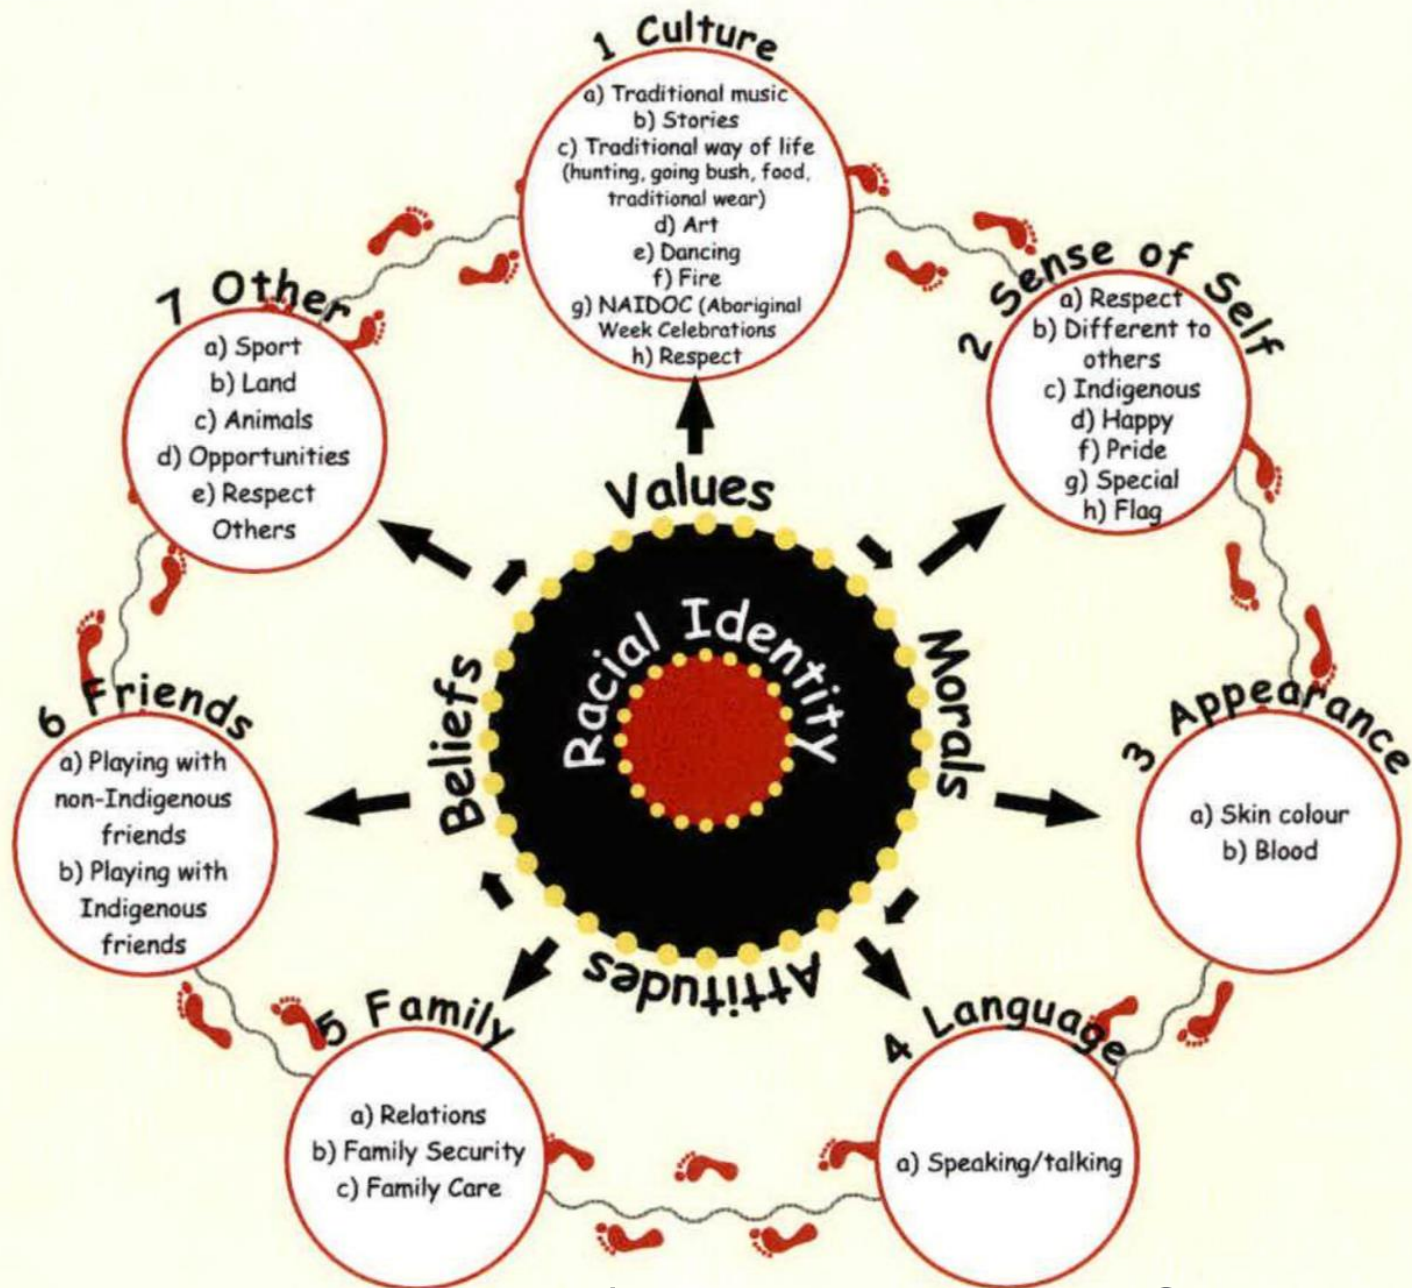 1 Culture
a) Traditional music
b) Stories
c) Traditional way of life
(hunting, going bush, food,
traditional wear)
d) Art
e) Dancing
f) Fire
g) NAIDOC (Aboriginal
Week Celebrations
h) Respect
2 Sense of Self
a) Respect
b) Different to
others
c) Indigenous
d) Happy
f) Pride
g) Special
h) Flag
3 Appearance
a) Skin colour
b) Blood
4 Language
a) Speaking/talking
5 Family
a) Relations
b) Family Security
c) Family Care
6 Friends
a) Playing with
non-Indigenous
friends
b) Playing with
Indigenous
friends
7 Other
a) Sport
b) Land
c) Animals
d) Opportunities
e) Respect
Others
Values
Morals
Attitudes
Beliefs
Racial Identity